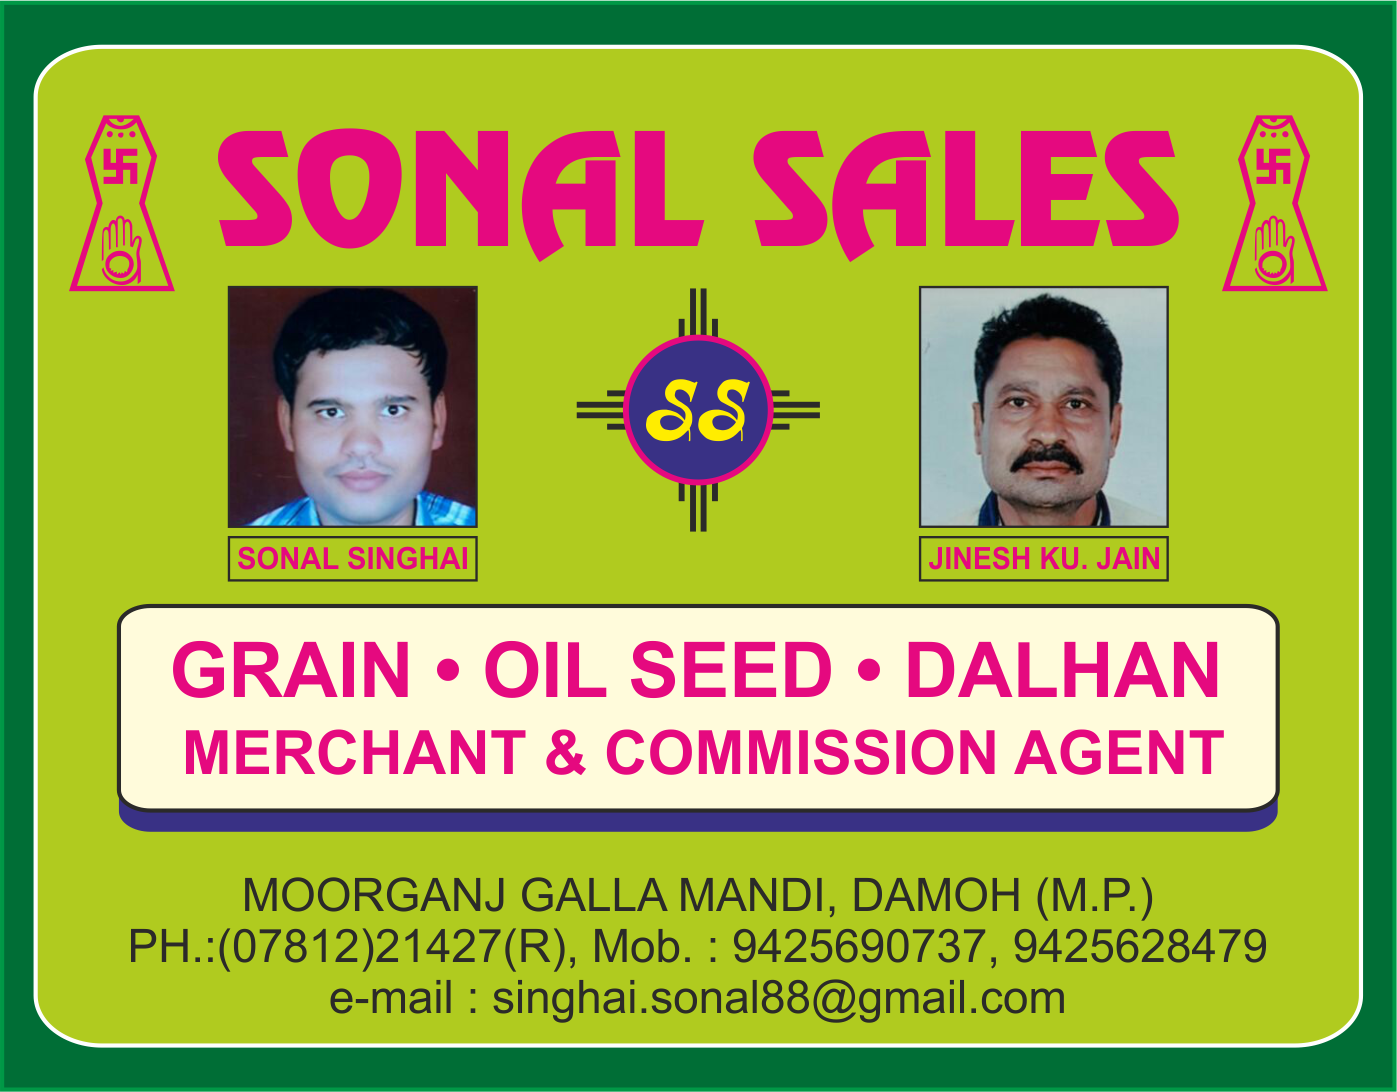 SONAL SALES
SS
SONAL SINGHAI
JINESH KU. JAIN
GRAIN • OIL SEED • DALHAN
MERCHANT & COMMISSION AGENT
MOORGANJ GALLA MANDI, DAMOH (M.P.)
PH.:(07812)21427(R), Mob. : 9425690737, 9425628479
e-mail : singhai.sonal88@gmail.com